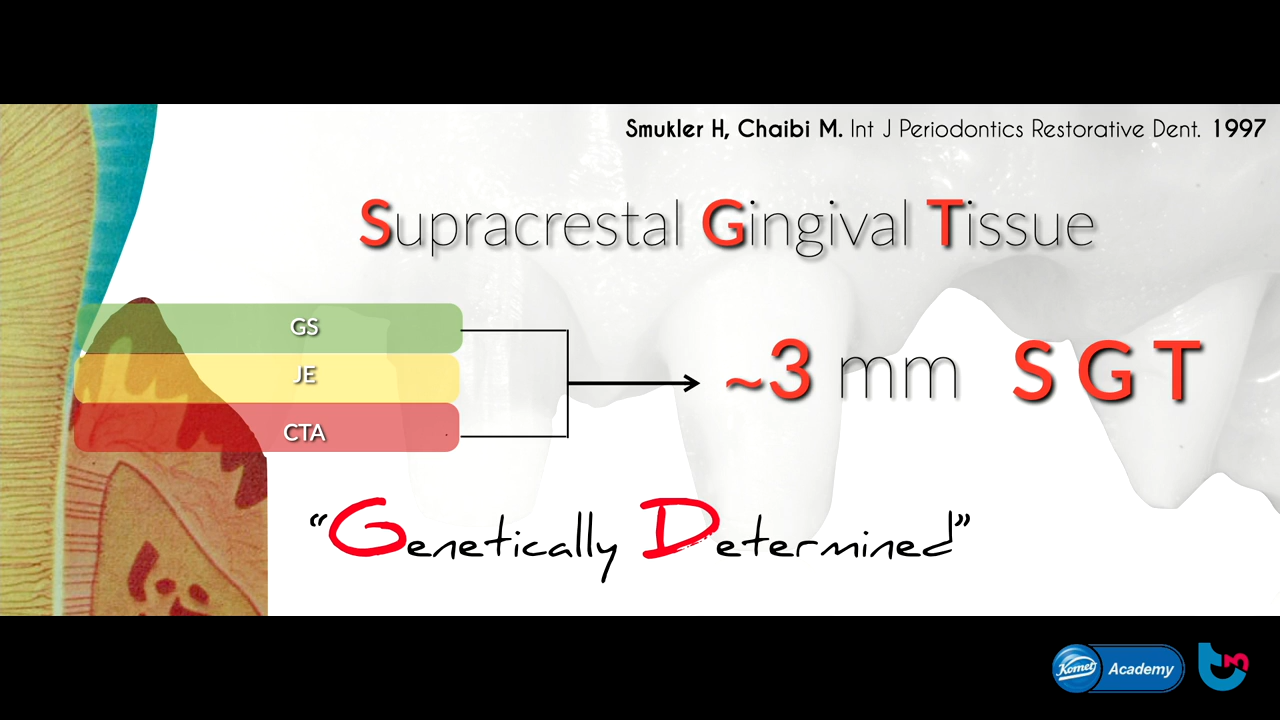 Smukler H, Chaibi M. Int J Periodontics Restorative Dent. 1997
Supracrestal Gingival Tissue
GS
JE
CTA
~3 mm SGT
“Genetically Determined”
Komet Academy
tm